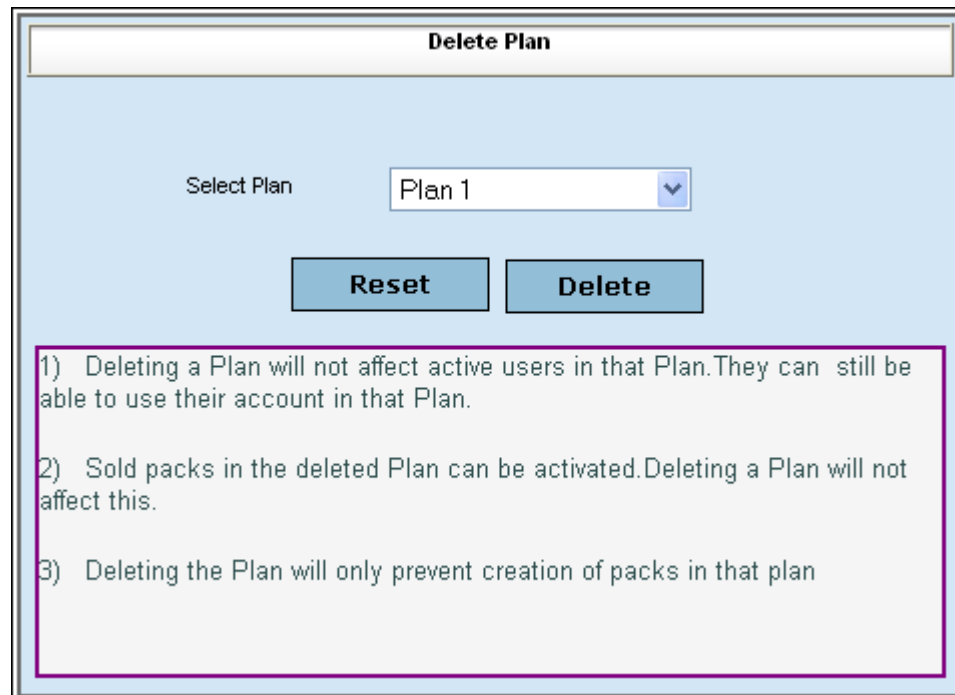 Delete Plan
Select Plan
Plan 1
Reset
Delete
1) Deleting a Plan will not affect active users in that Plan.They can still be
able to use their account in that Plan.
2) Sold packs in the deleted Plan can be activated.Deleting a Plan will not
affect this.
3) Deleting the Plan will only prevent creation of packs in that plan